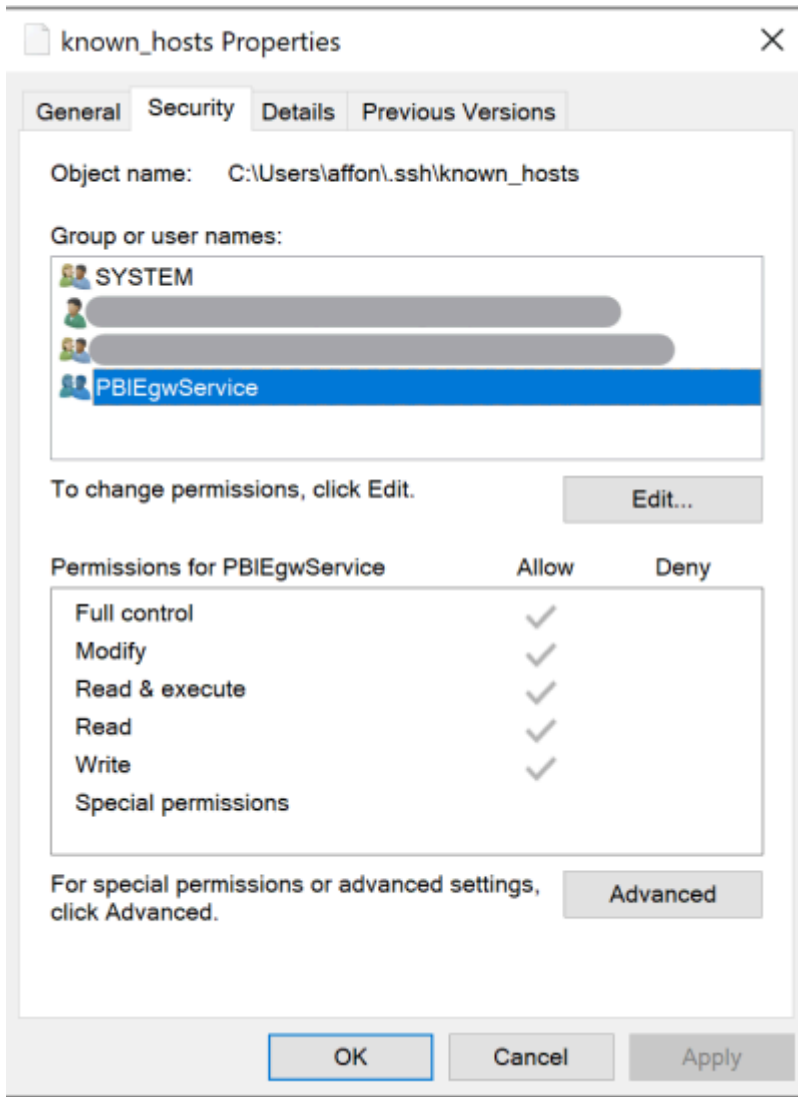 known_hosts Properties
General Security Details Previous Versions
Object name: C:\Users\affon\.ssh\known_hosts
Group or user names:
SYSTEM
PBIEgwService
To change permissions, click Edit.
Edit...
Permissions for PBIEgwService Allow Deny
Full control
Modify
Read & execute
Read
Write
Special permissions
For special permissions or advanced settings,
click Advanced.
Advanced
OK Cancel Apply